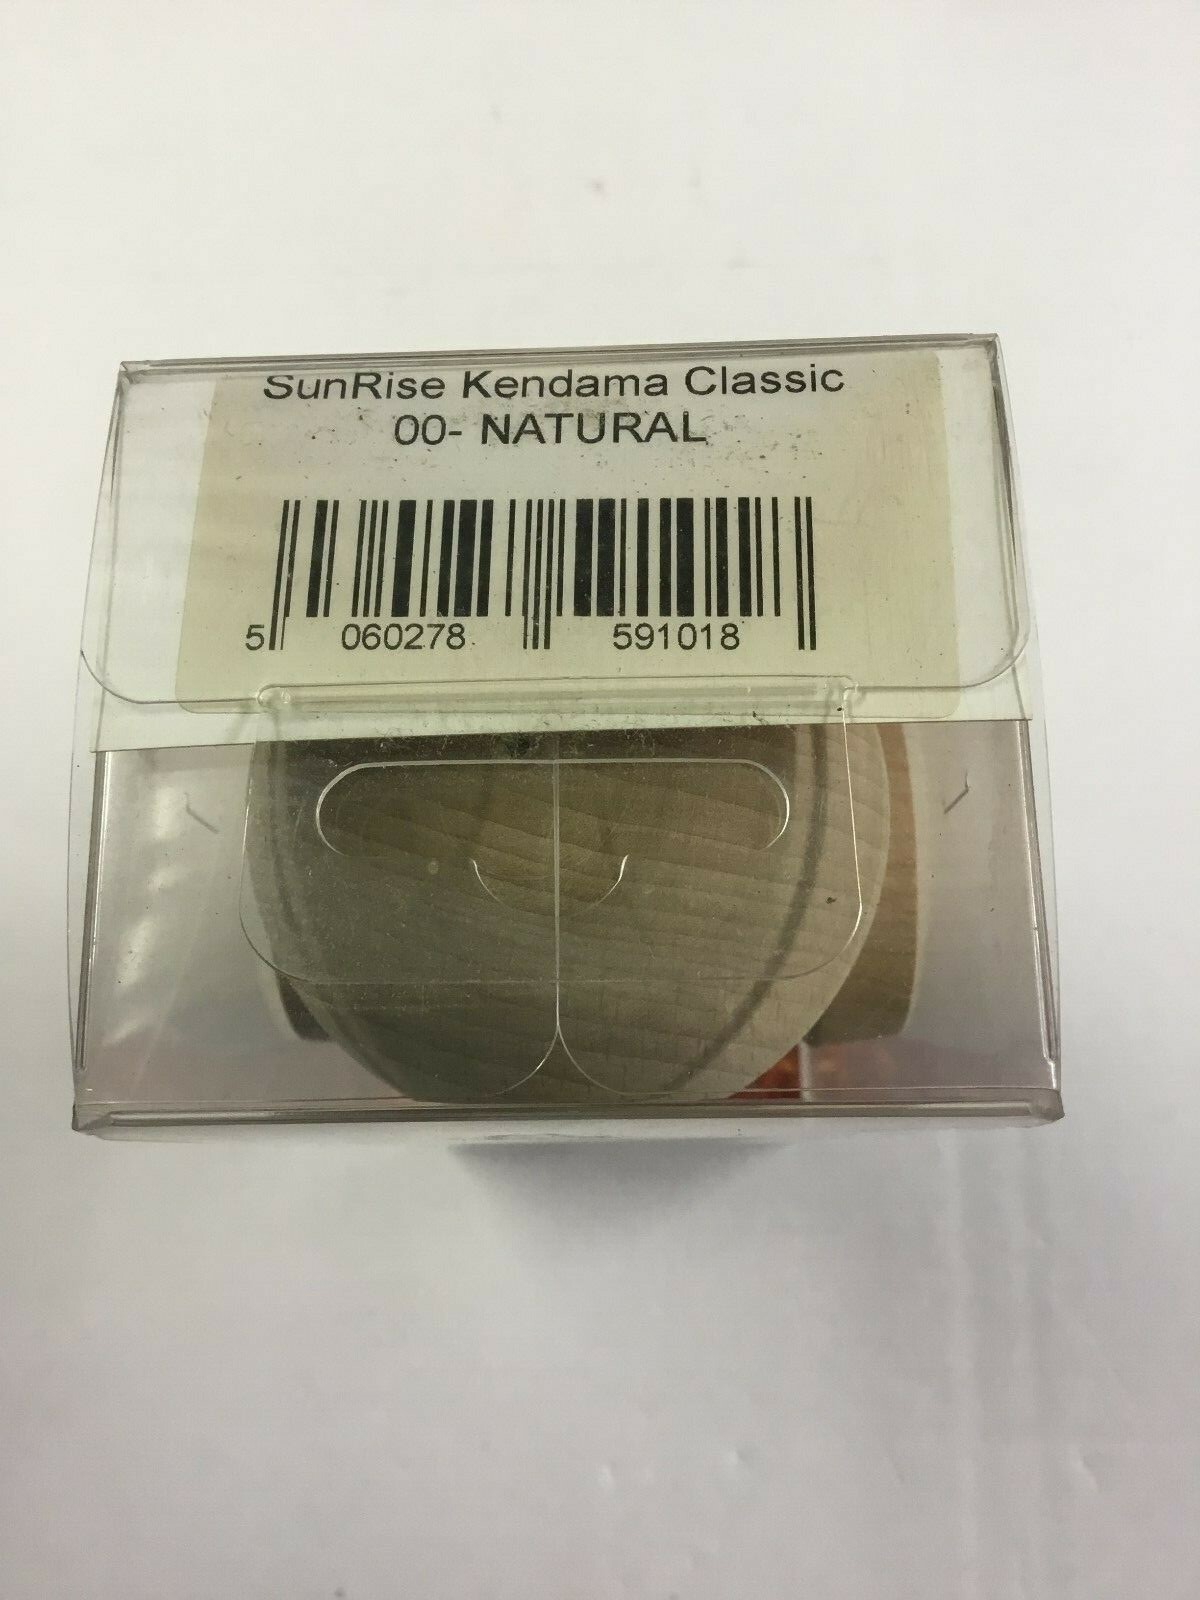 SunRise Kendama Classic
00- NATURAL
5 060278 591018